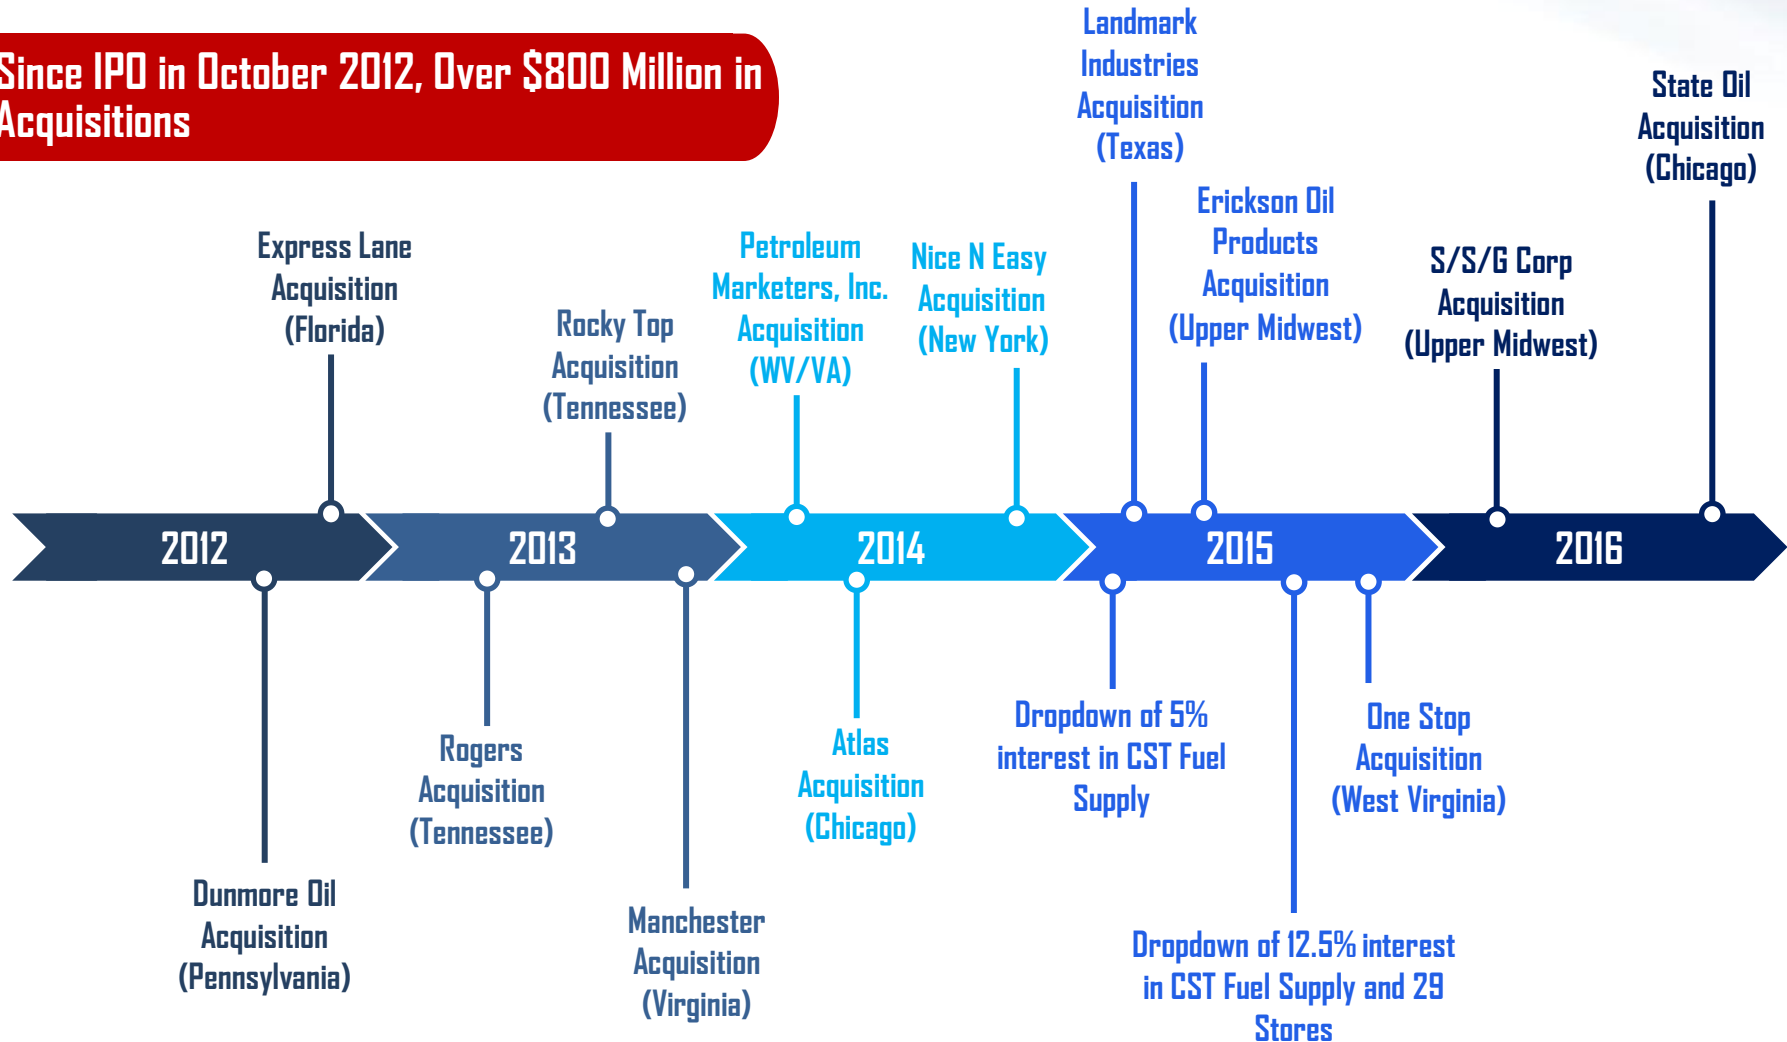 Since IPO in October 2012, Over $800 Million in
Acquisitions
Landmark
Industries
Acquisition
(Texas)
State Oil
Acquisition
(Chicago)
Express Lane
Acquisition
(Florida)
Rocky Top
Acquisition
(Tennessee)
Petroleum
Marketers, Inc.
Acquisition
(WV/VA)
Nice N Easy
Acquisition
(New York)
Erickson Oil
Products
Acquisition
(Upper Midwest)
S/S/G Corp
Acquisition
(Upper Midwest)
2012
2013
2014
2015
2016
Dunmore Oil
Acquisition
(Pennsylvania)
Rogers
Acquisition
(Tennessee)
Manchester
Acquisition
(Virginia)
Atlas
Acquisition
(Chicago)
Dropdown of 5%
interest in CST Fuel
Supply
Dropdown of 12.5% interest
in CST Fuel Supply and 29
Stores
One Stop
Acquisition
(West Virginia)